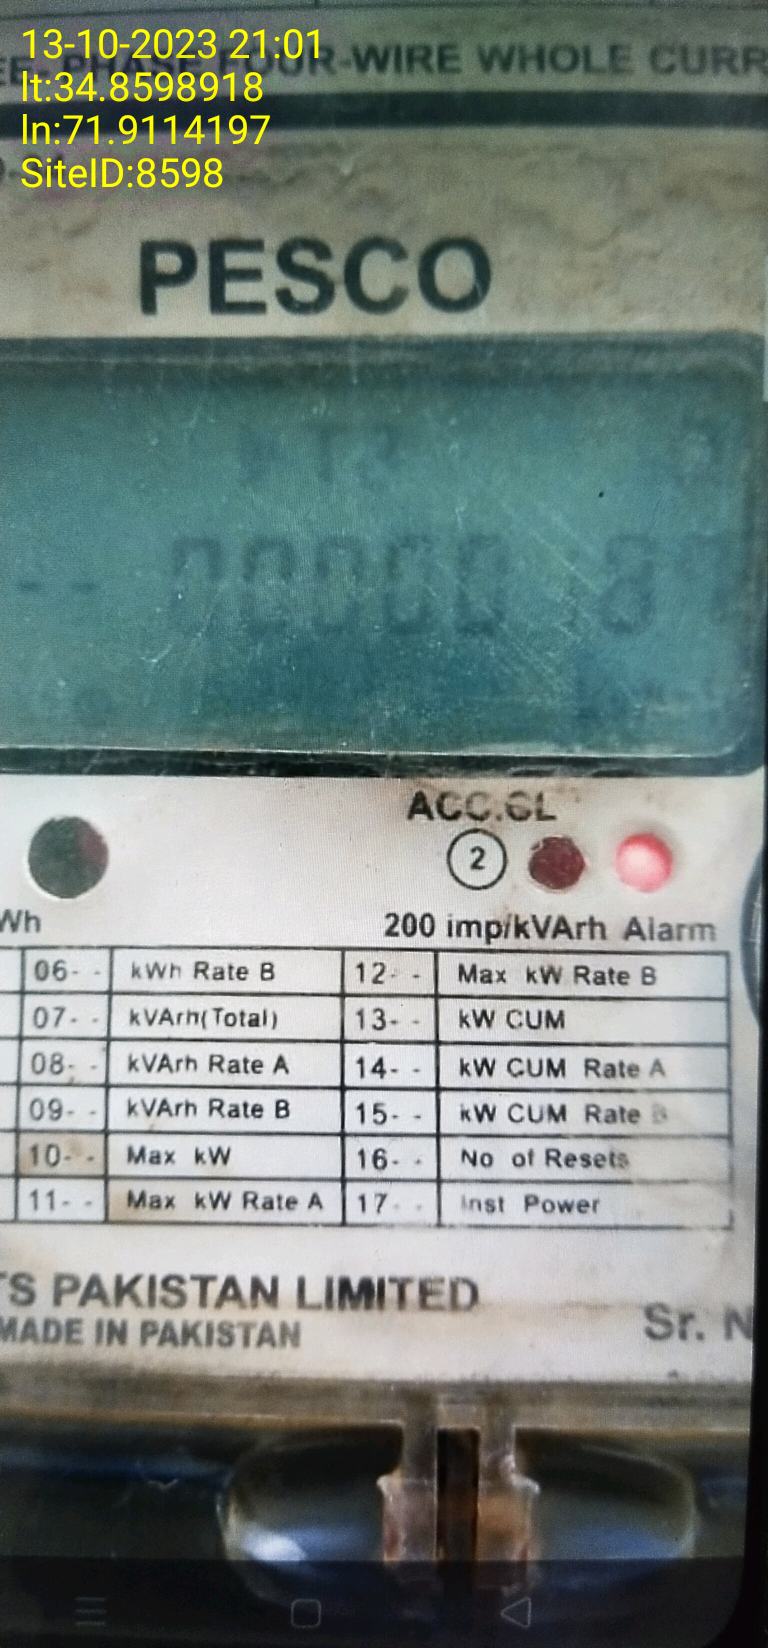 13-10-2023 21:01
lt:34.8598918
ln:71.9114197
SiteID:8598
PHASE FOUR-WIRE WHOLE CURR
PESCO
ACC.CL
2
Wh
200 imp/kVArh Alarm
06- - kWh Rate B 12- - Max kW Rate B
07- - kVArh(Total) 13- - kW CUM
08- - kVArh Rate A 14- - kW CUM Rate A
09- - kVArh Rate B 15- - kW CUM Rate B
10- - Max kW 16- - No of Resets
11- - Max kW Rate A 17- - Inst Power
TS PAKISTAN LIMITED
MADE IN PAKISTAN
Sr. N